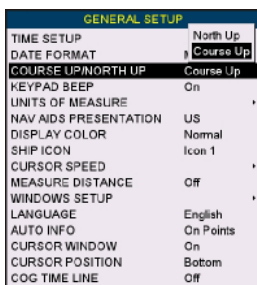 GENERAL SETUP
TIME SETUP
North Up
DATE FORMAT
Course Up
COURSE UP/NORTH UP Course Up
KEYPAD BEEP On
UNITS OF MEASURE
NAV AIDS PRESENTATION US
DISPLAY COLOR Normal
SHIP ICON Icon 1
CURSOR SPEED
MEASURE DISTANCE Off
WINDOWS SETUP
LANGUAGE English
AUTO INFO On Points
CURSOR WINDOW On
CURSOR POSITION Bottom
COG TIME LINE Off